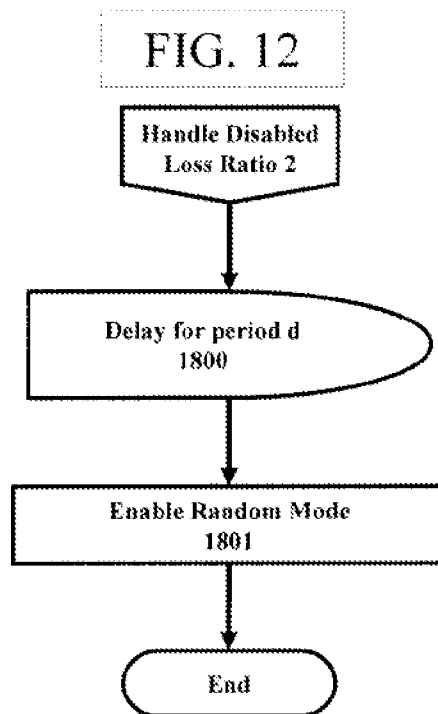 FIG. 12
Handle Disabled
Loss Ratio 2
Delay for period d
1800
Enable Random Mode
1801
End